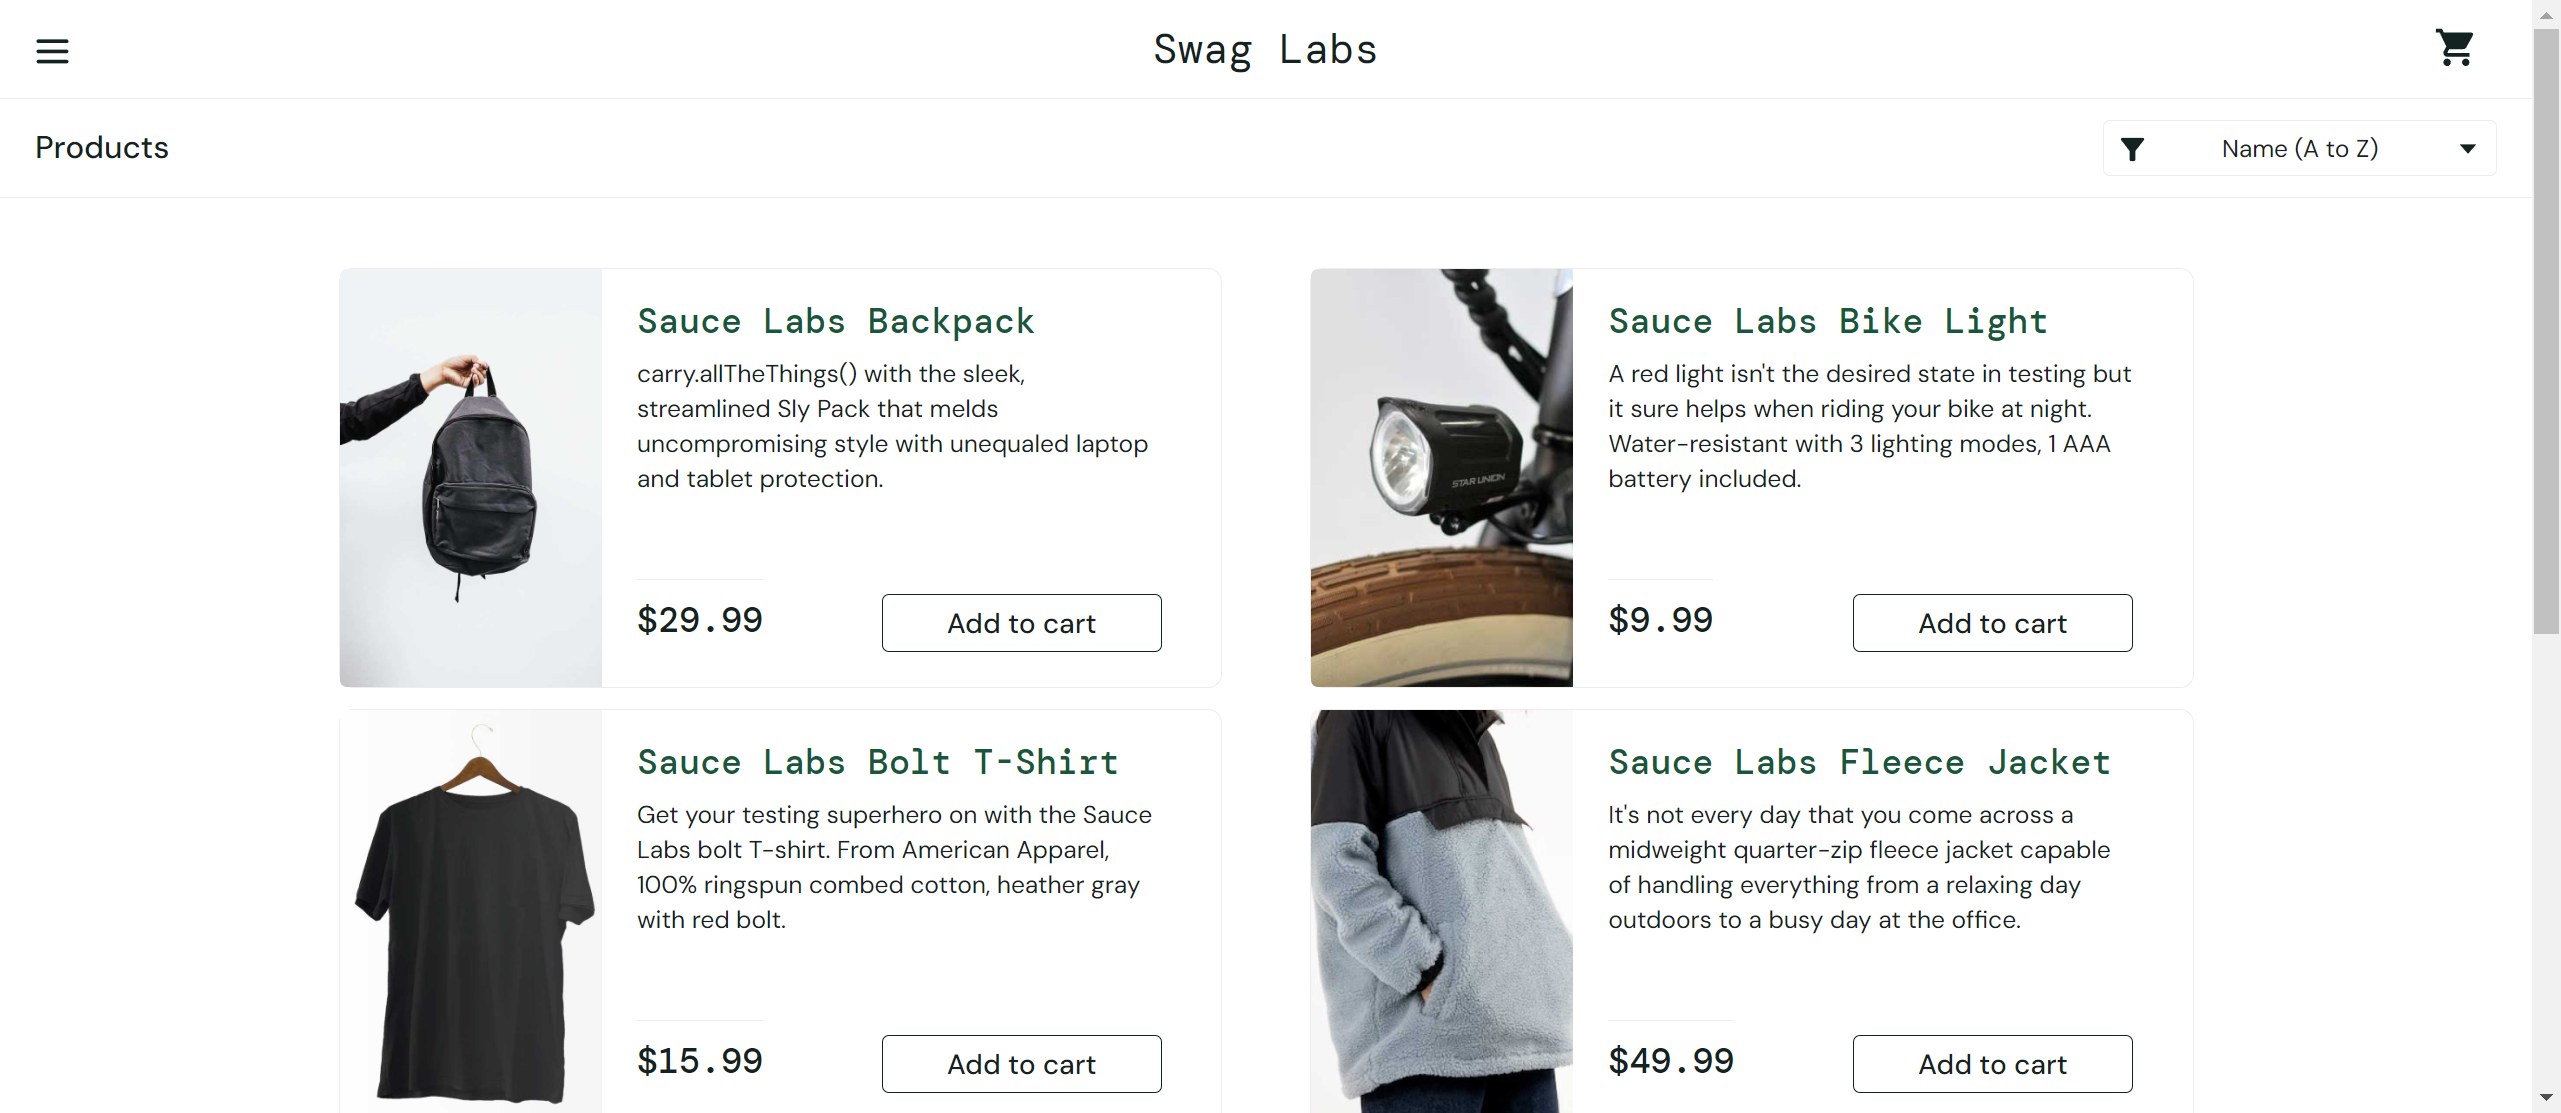 Swag Labs
Products
Name (A to Z)
Sauce Labs Backpack
carry.allTheThings() with the sleek,
streamlined Sly Pack that melds
uncompromising style with unequaled laptop
and tablet protection.
$29.99
Add to cart
Sauce Labs Bike Light
A red light isn't the desired state in testing but
it sure helps when riding your bike at night.
Water-resistant with 3 lighting modes, 1 AAA
battery included.
STAR UNION
$9.99
Add to cart
Sauce Labs Bolt T-Shirt
Get your testing superhero on with the Sauce
Labs bolt T-shirt. From American Apparel,
100% ringspun combed cotton, heather gray
with red bolt.
$15.99
Add to cart
Sauce Labs Fleece Jacket
It's not every day that you come across a
midweight quarter-zip fleece jacket capable
of handling everything from a relaxing day
outdoors to a busy day at the office.
$49.99
Add to cart